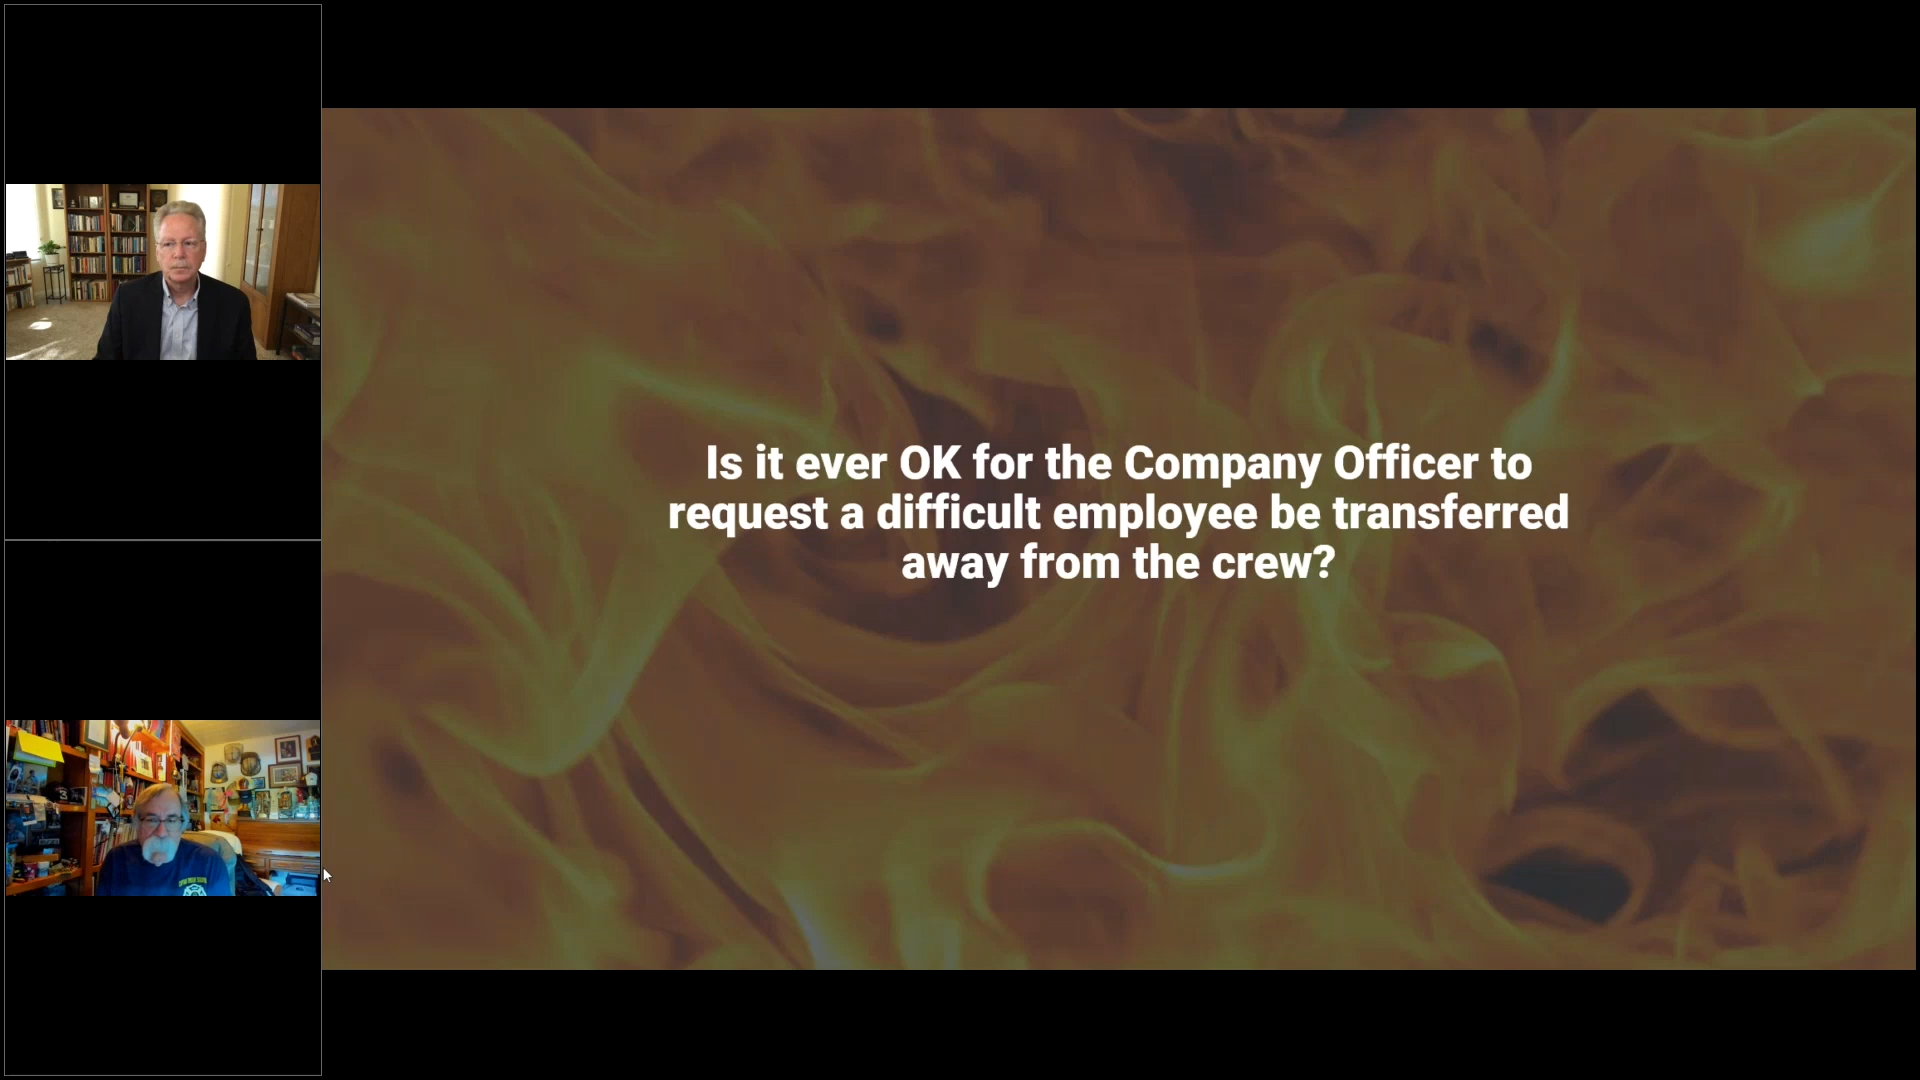 Is it ever OK for the Company Officer to
request a difficult employee be transferred
away from the crew?